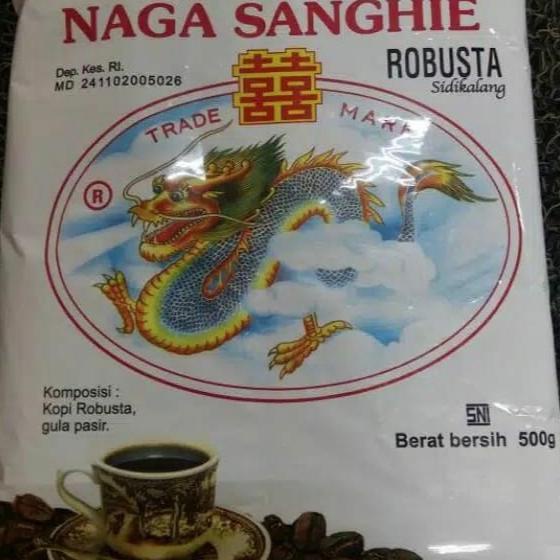 NAGA SANGHIE
ROBUSTA
Sidikalang
Dep. Kes. RI.
MD 241102005026
囍
TRADE MARK
®
Komposisi :
Kopi Robusta,
gula pasir.
SNI
Berat bersih 500g